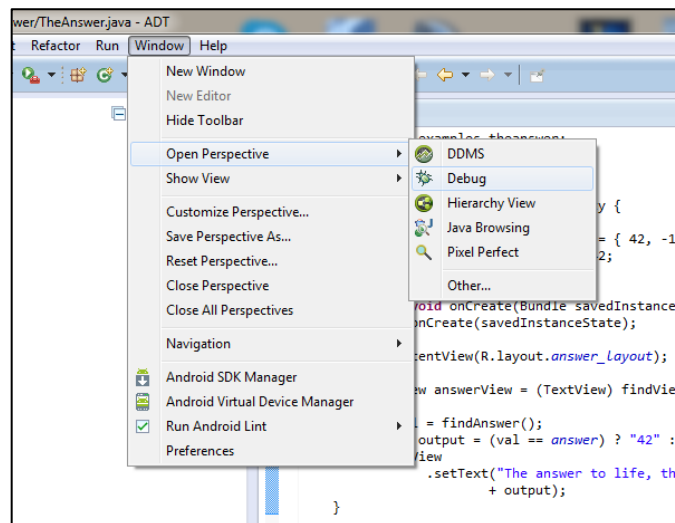 wer/TheAnswer.java - ADT
t Refactor Run Window Help
New Window
New Editor
Hide Toolbar
Open Perspective
Show View
Customize Perspective...
Save Perspective As...
Reset Perspective...
Close Perspective
Close All Perspectives
Navigation
Android SDK Manager
Android Virtual Device Manager
Run Android Lint
Preferences
DDMS
Debug
Hierarchy View
Java Browsing
Pixel Perfect
Other...
y {
= { 42, -1
2;
void onCreate(Bundle savedInstance
onCreate(savedInstanceState);
tentView(R.layout.answer_layout);
ew answerView = (TextView) findVie
l = findAnswer();
output = (val == answer) ? "42" :
View
.setText("The answer to life, th
+ output);
}